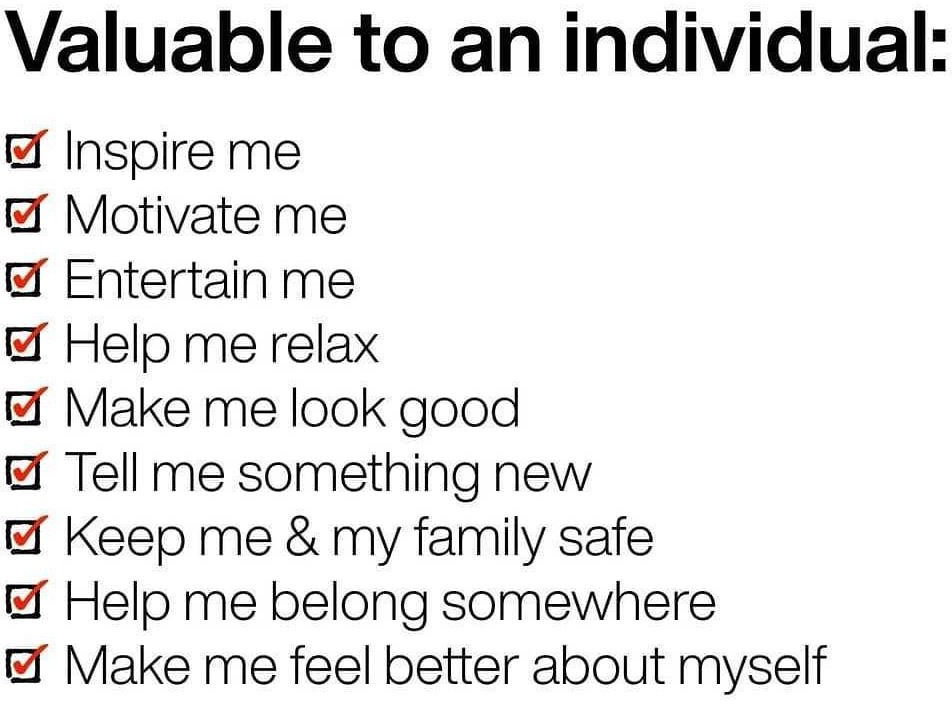 Valuable to an individual:
Inspire me
Motivate me
Entertain me
Help me relax
Make me look good
Tell me something new
Keep me & my family safe
Help me belong somewhere
Make me feel better about myself